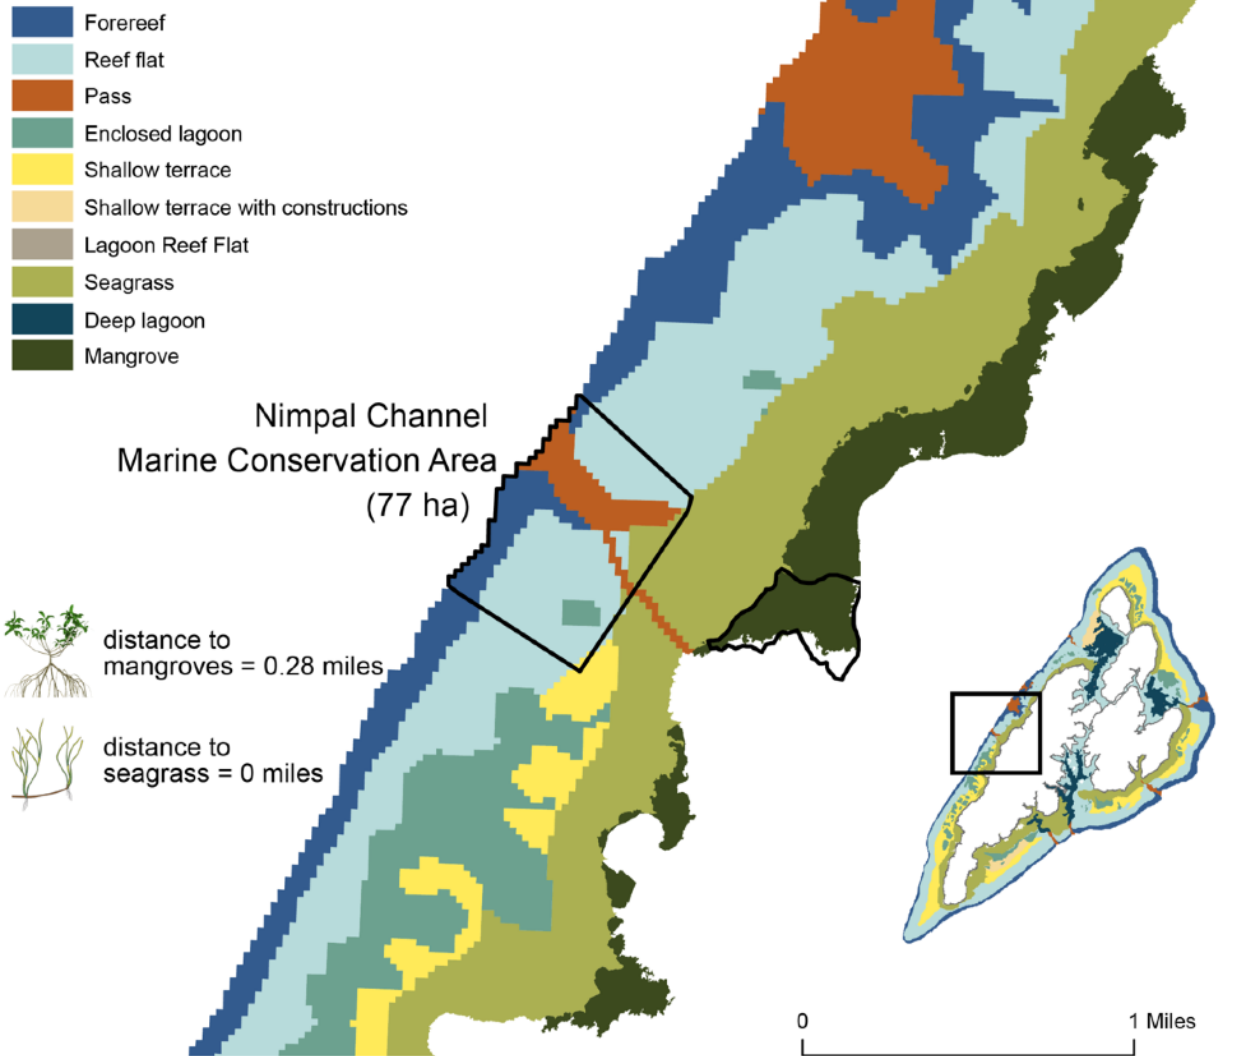 Forereef
Reef flat
Pass
Enclosed lagoon
Shallow terrace
Shallow terrace with constructions
Lagoon Reef Flat
Seagrass
Deep lagoon
Mangrove
Nimpal Channel
Marine Conservation Area
(77 ha)
distance to
mangroves = 0.28 miles
distance to
seagrass = 0 miles
0 1 Miles